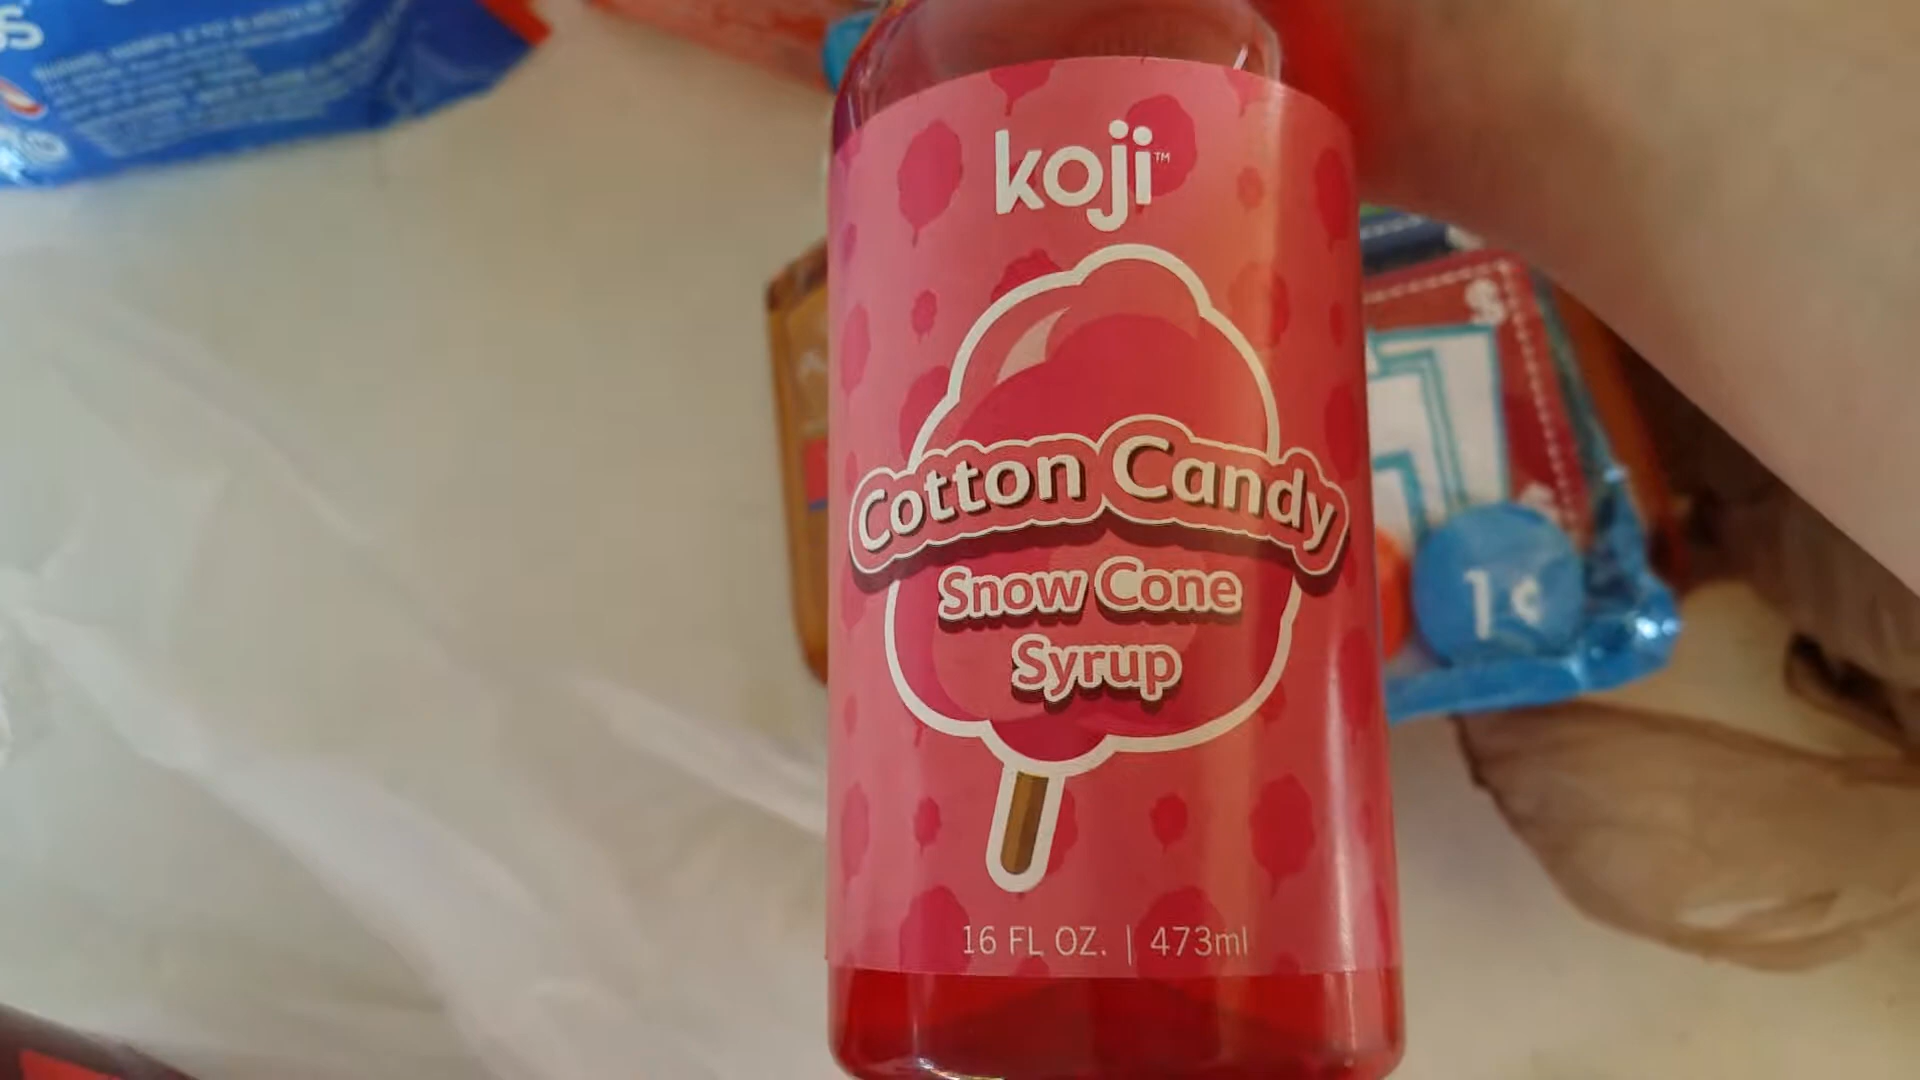 koji™
Cotton Candy
Snow Cone
Syrup
16 FL OZ. | 473ml
1¢